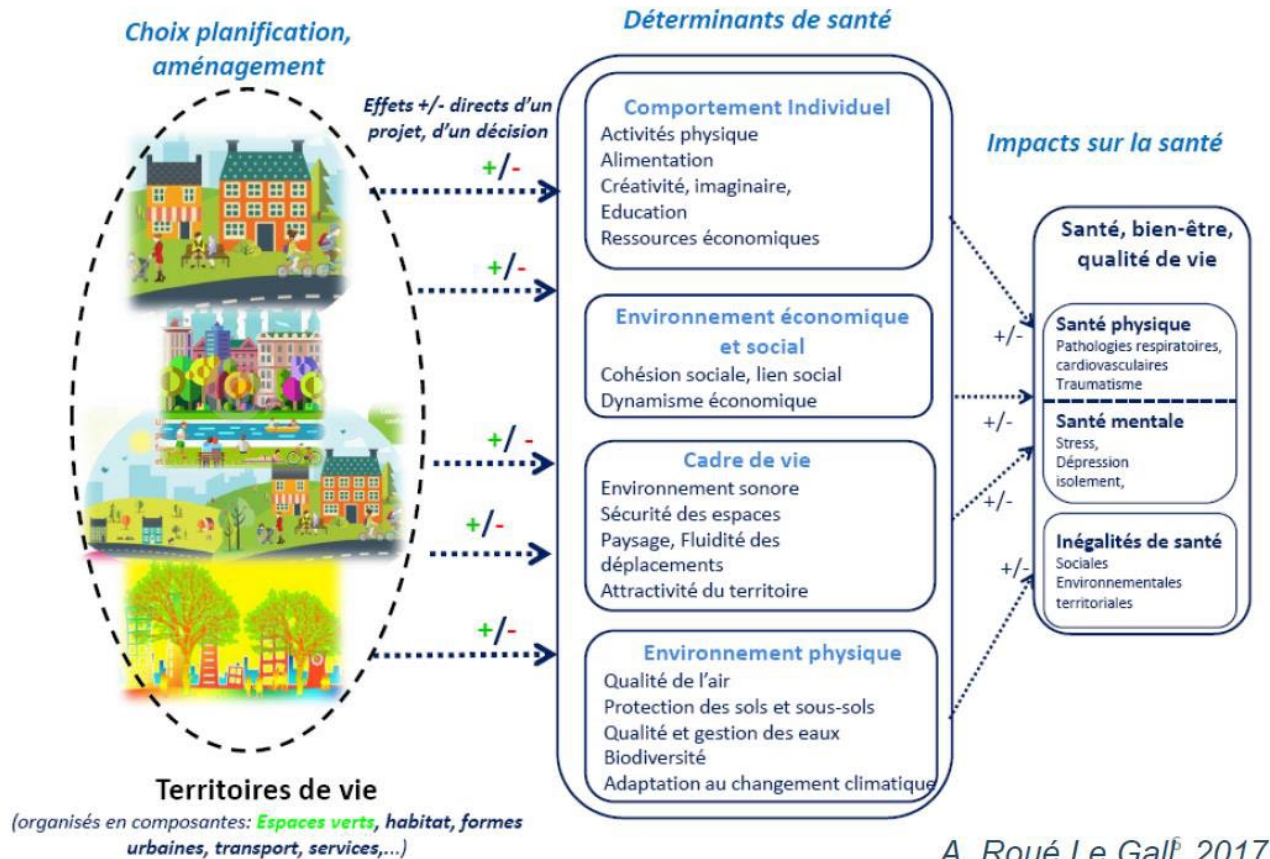 Choix planification,
aménagement
Effets +/- directs d'un
projet, d'un décision
+/-
+/-
+/-
+/-
+/-
Territoires de vie
(organisés en composantes: Espaces verts, habitat, formes
urbaines, transport, services,...)
Déterminants de santé
Comportement Individuel
Activités physique
Alimentation
Créativité, imaginaire,
Education
Ressources économiques
Environnement économique
et social
Cohésion sociale, lien social
Dynamisme économique
Cadre de vie
Environnement sonore
Sécurité des espaces
Paysage, Fluidité des
déplacements
Attractivité du territoire
Environnement physique
Qualité de l'air
Protection des sols et sous-sols
Qualité et gestion des eaux
Biodiversité
Adaptation au changement climatique
Impacts sur la santé
+/-
+/-
+/-
+/-
Santé, bien-être,
qualité de vie
Santé physique
Pathologies respiratoires,
cardiovasculaires
Traumatisme
Santé mentale
Stress,
Dépression
isolement,
Inégalités de santé
Sociales
Environnementales
territoriales
A. Roué Le Gall 2017
6